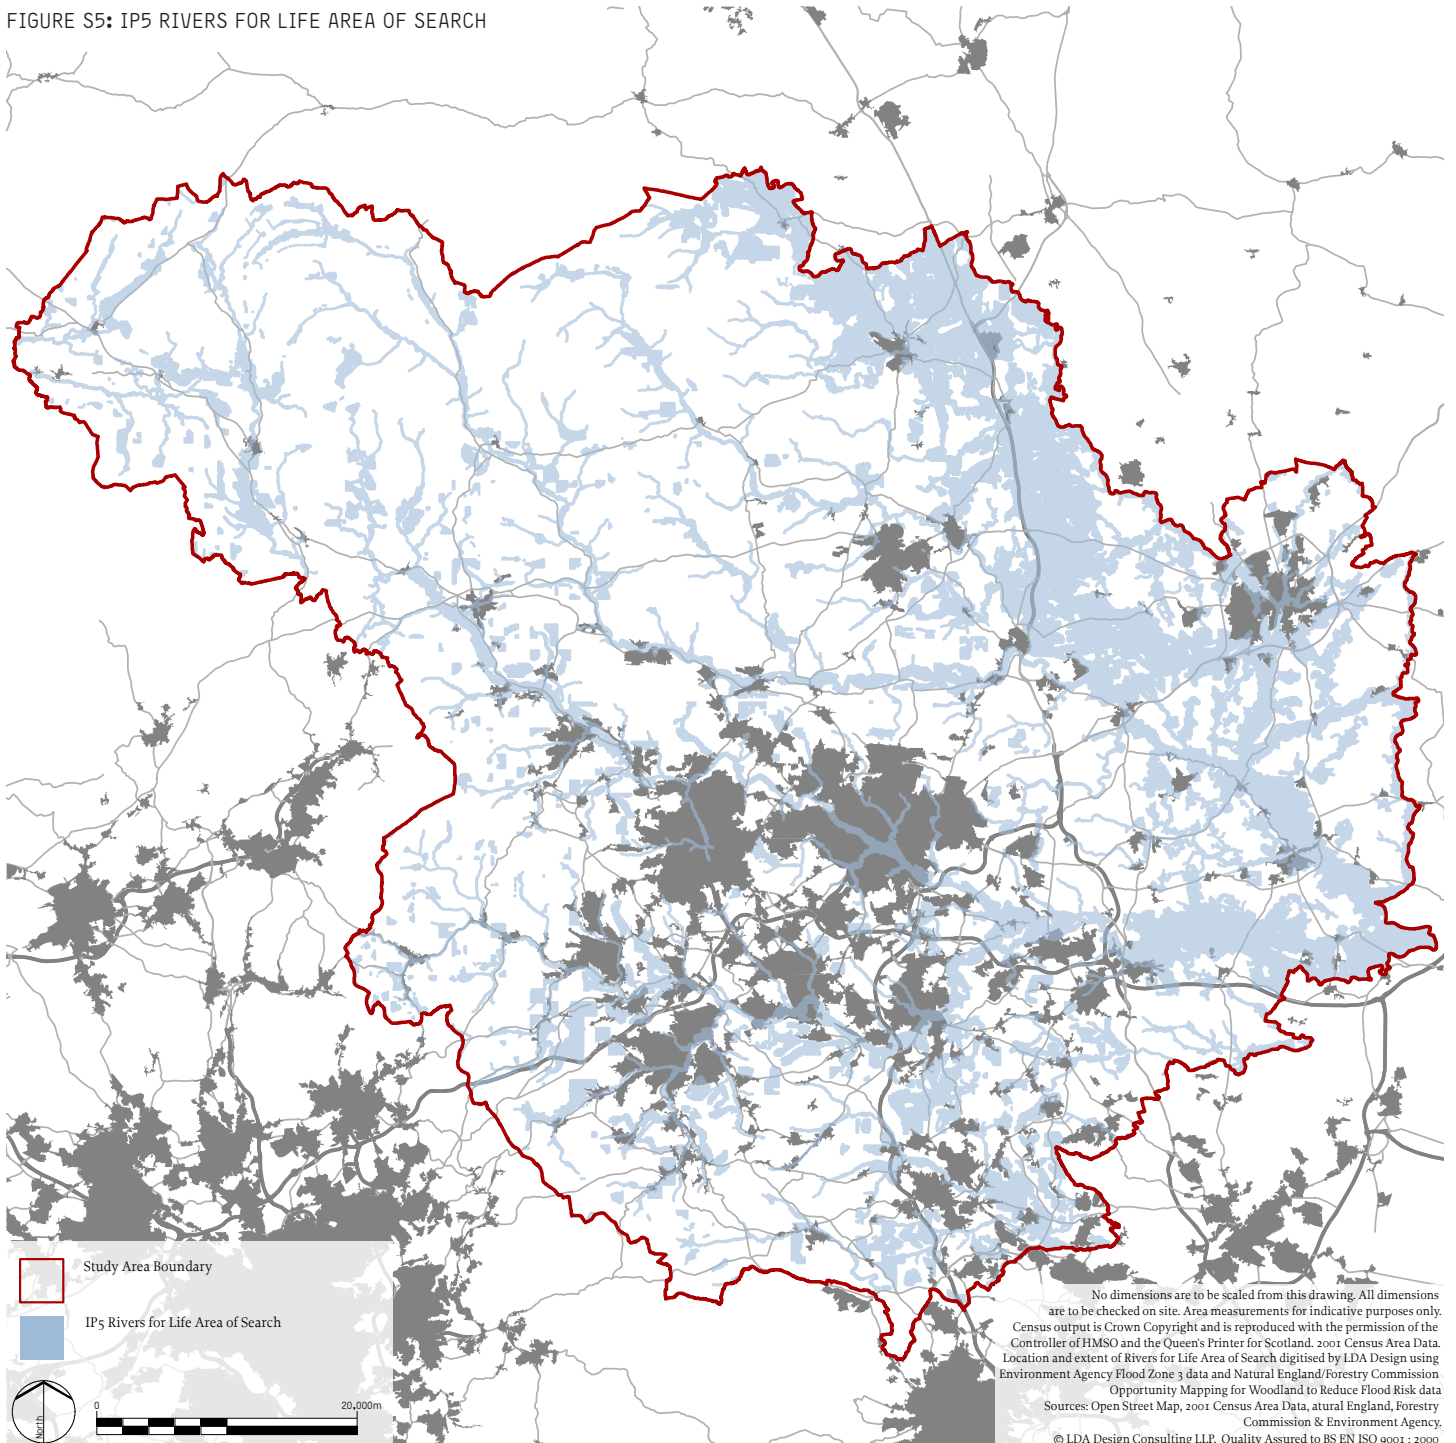 FIGURE S5: IP5 RIVERS FOR LIFE AREA OF SEARCH
Study Area Boundary
IP5 Rivers for Life Area of Search
North
0
20,000m
No dimensions are to be scaled from this drawing. All dimensions
are to be checked on site. Area measurements for indicative purposes only.
Census output is Crown Copyright and is reproduced with the permission of the
Controller of HMSO and the Queen's Printer for Scotland. 2001 Census Area Data.
Location and extent of Rivers for Life Area of Search digitised by LDA Design using
Environment Agency Flood Zone 3 data and Natural England/Forestry Commission
Opportunity Mapping for Woodland to Reduce Flood Risk data
Sources: Open Street Map, 2001 Census Area Data, atural England, Forestry
Commission & Environment Agency.
© LDA Design Consulting LLP. Quality Assured to BS EN ISO 9001 : 2000